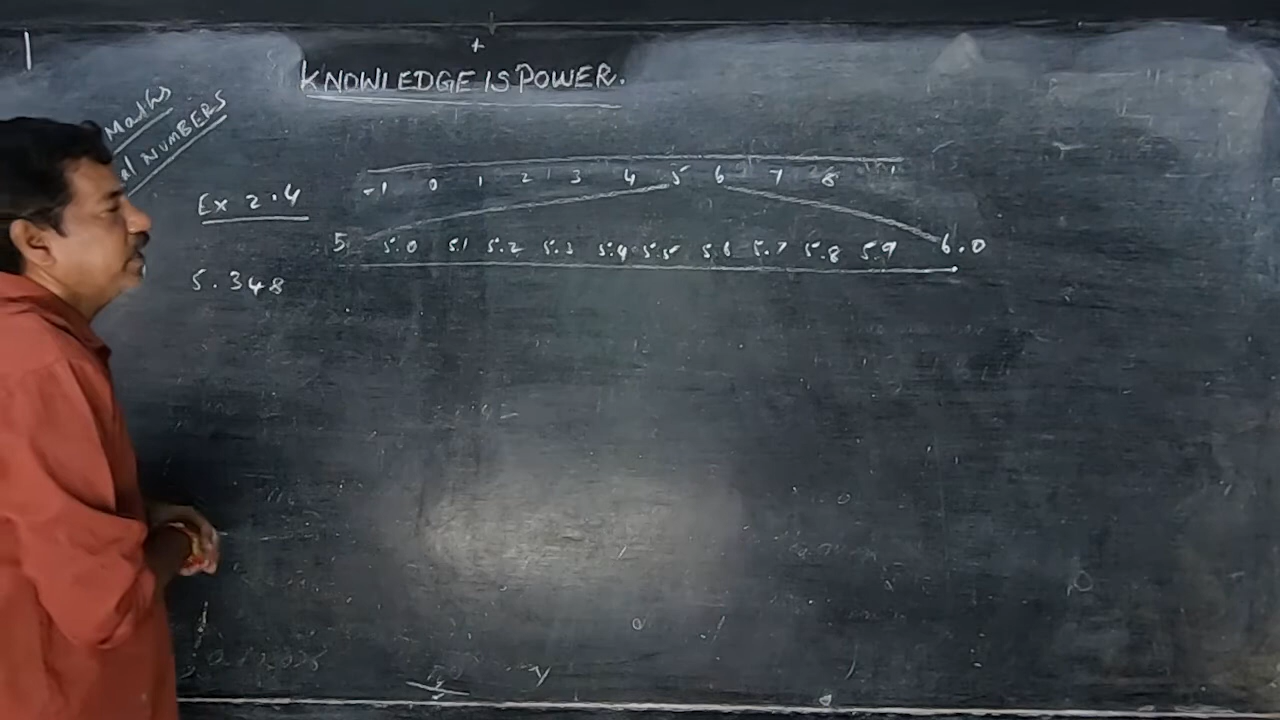 KNOWLEDGE IS POWER.
Maths
al NUMBERS
Ex 2.4
5.348
-1 0 1 2 3 4 5 6 7 8
5 5.0 5.1 5.2 5.3 5.4 5.5 5.6 5.7 5.8 5.9 6.0